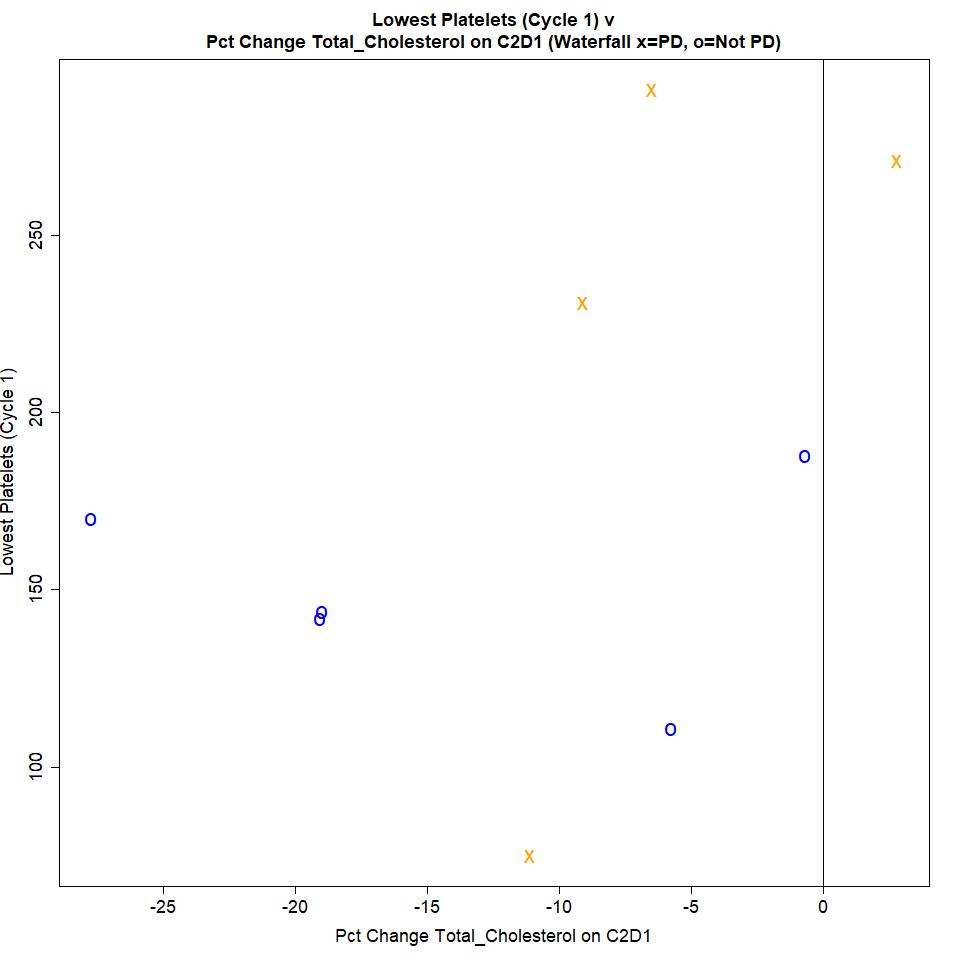 Lowest Platelets (Cycle 1) v
Pct Change Total_Cholesterol on C2D1 (Waterfall x=PD, o=Not PD)
X
X
X
O
O
O
O
O
X
250
200
150
100
Lowest Platelets (Cycle 1)
-25 -20 -15 -10 -5 0
Pct Change Total_Cholesterol on C2D1